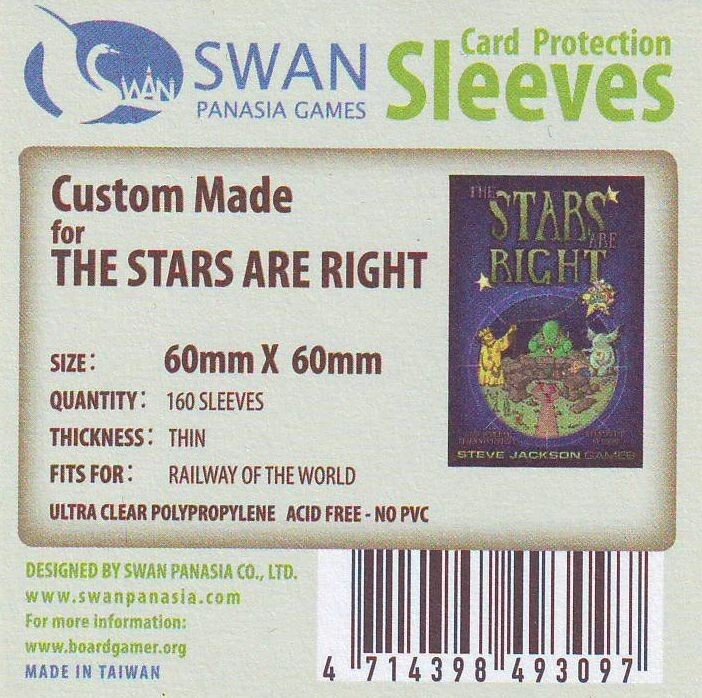 SWAN
SWAN
PANASIA GAMES
Card Protection
Sleeves
Custom Made
for
THE STARS ARE RIGHT
THE
STARS
ARE
RIGHT
STEVE JACKSON GAMES
SIZE: 60mm X 60mm
QUANTITY: 160 SLEEVES
THICKNESS: THIN
FITS FOR: RAILWAY OF THE WORLD
ULTRA CLEAR POLYPROPYLENE ACID FREE - NO PVC
DESIGNED BY SWAN PANASIA CO., LTD.
www.swanpanasia.com
For more information:
www.boardgamer.org
MADE IN TAIWAN
4 714398 493097